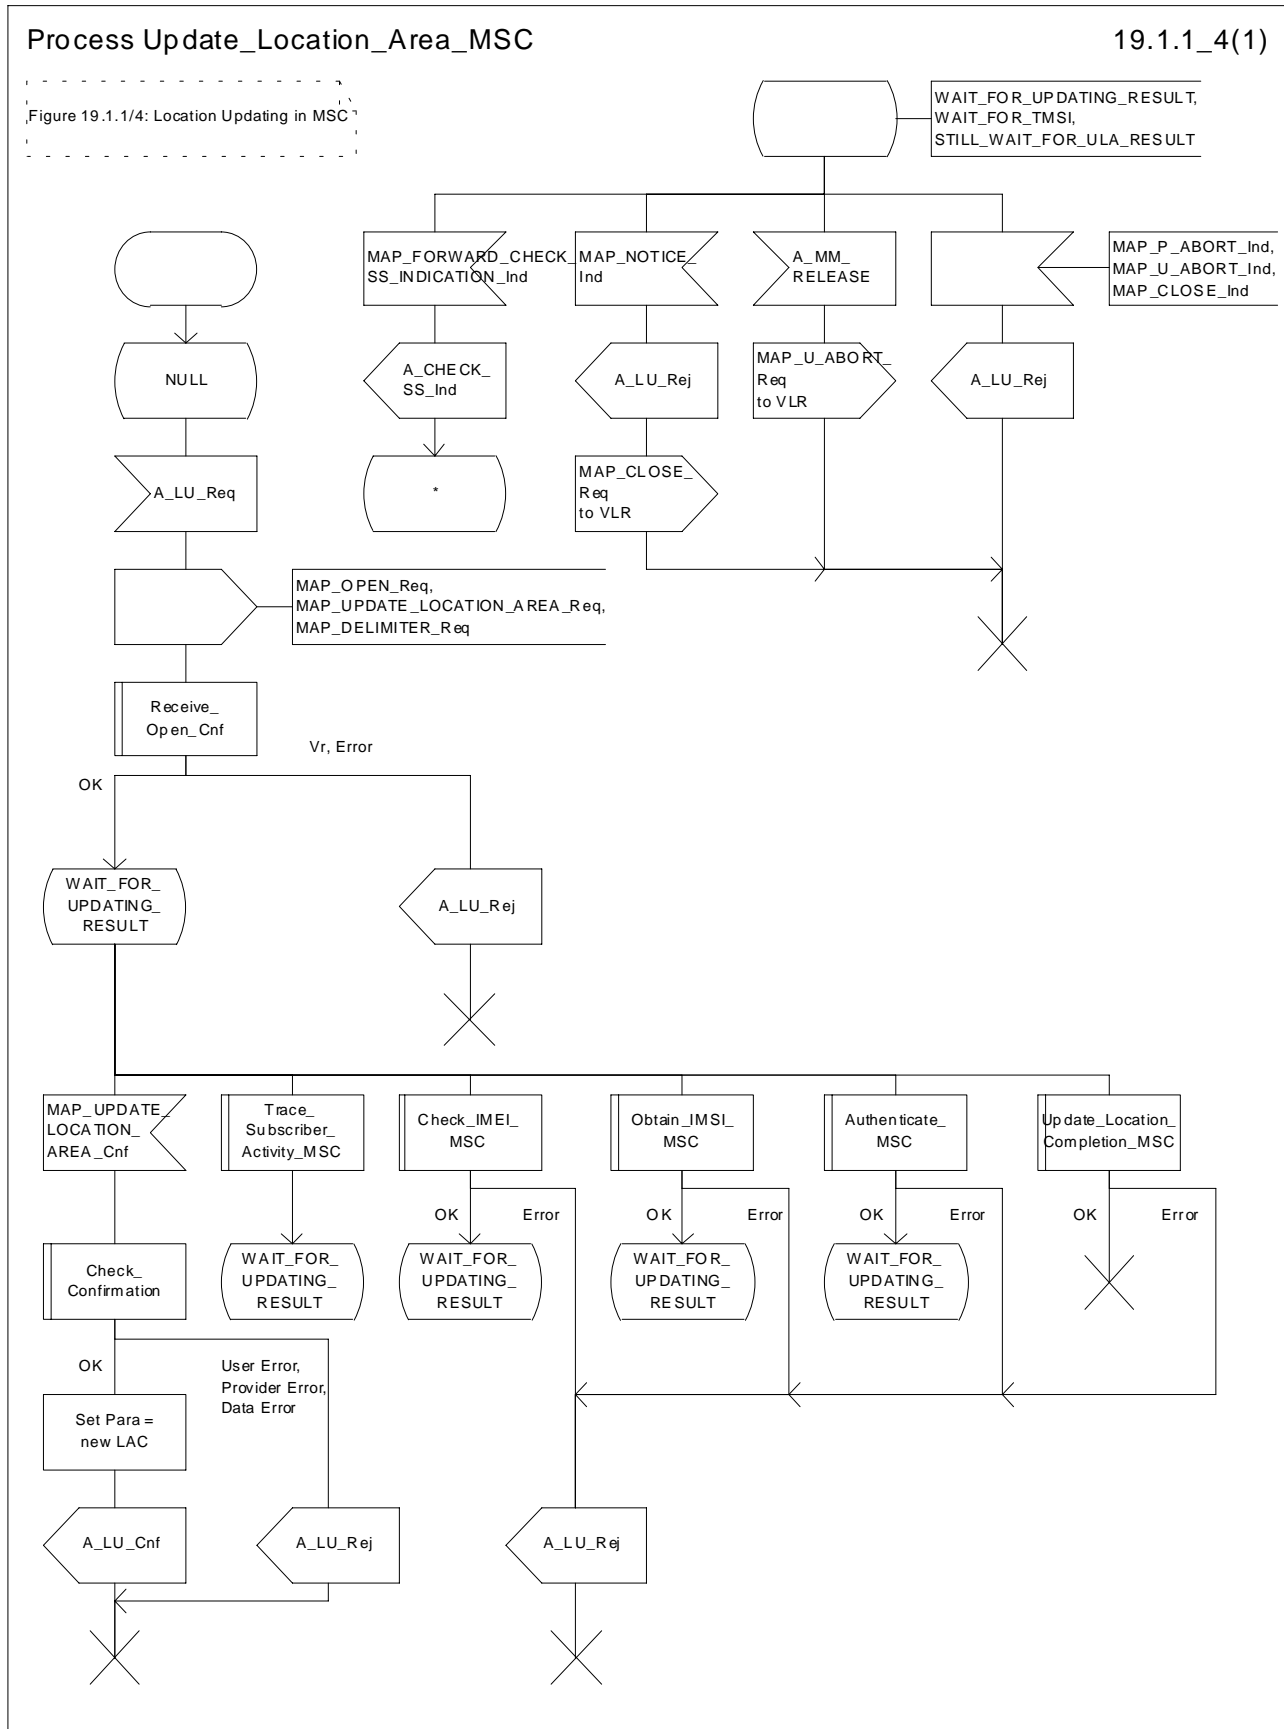 Process Update_Location_Area_MSC
19.1.1_4(1)
Figure 19.1.1/4: Location Updating in MSC
WAIT_FOR_UPDATING_RESULT,
WAIT_FOR_TMSI,
STILL_WAIT_FOR_ULA_RESULT
MAP_FORWARD_CHECK_
SS_INDICATION_Ind
MAP_NOTICE_
Ind
A_MM_
RELEASE
MAP_P_ABORT_Ind,
MAP_U_ABORT_Ind,
MAP_CLOSE_Ind
NULL
A_CHECK_
SS_Ind
A_LU_Rej
MAP_U_ABORT_
Req
to VLR
A_LU_Rej
A_LU_Req
*
MAP_CLOSE_
Req
to VLR
MAP_OPEN_Req,
MAP_UPDATE_LOCATION_AREA_Req,
MAP_DELIMITER_Req
Receive_
Open_Cnf
Vr, Error
OK
WAIT_FOR_
UPDATING_
RESULT
A_LU_Rej
MAP_UPDATE_
LOCATION_
AREA_Cnf
Trace_
Subscriber_
Activity_MSC
Check_IMEI_
MSC
Obtain_IMSI_
MSC
Authenticate_
MSC
Update_Location_
Completion_MSC
OK
Error
OK
Error
OK
Error
OK
Error
Check_
Confirmation
WAIT_FOR_
UPDATING_
RESULT
WAIT_FOR_
UPDATING_
RESULT
WAIT_FOR_
UPDATING_
RESULT
WAIT_FOR_
UPDATING_
RESULT
OK
User Error,
Provider Error,
Data Error
Set Para =
new LAC
A_LU_Cnf
A_LU_Rej
A_LU_Rej